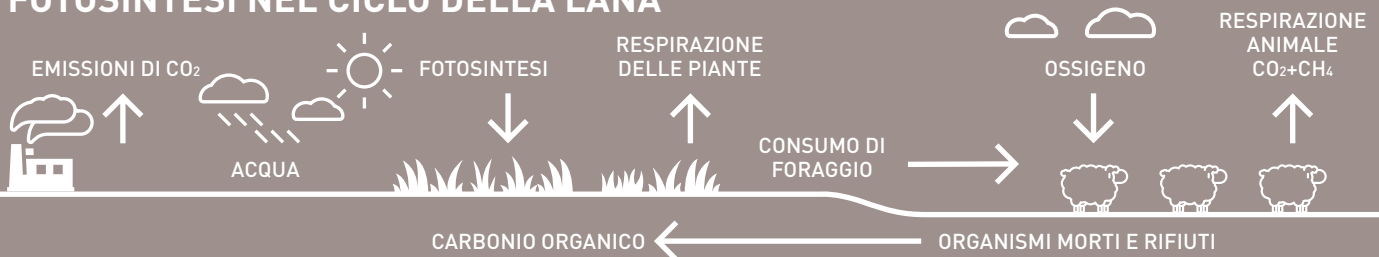 FOTOSINTESI NEL CICLO DELLA LANA
EMISSIONI DI CO₂
ACQUA
FOTOSINTESI
RESPIRAZIONE
DELLE PIANTE
CONSUMO DI
FORAGGIO
OSSIGENO
RESPIRAZIONE
ANIMALE
CO₂+CH₄
CARBONIO ORGANICO
ORGANISMI MORTI E RIFIUTI